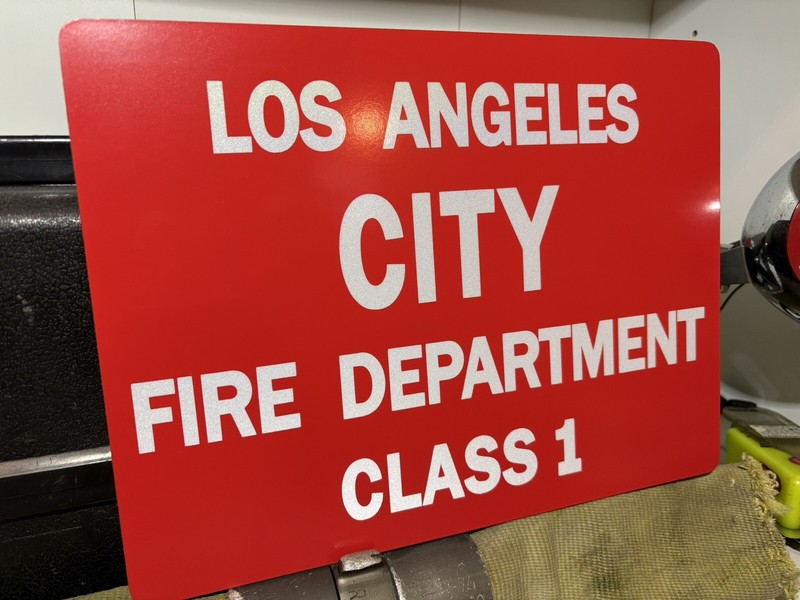 LOS ANGELES
CITY
FIRE DEPARTMENT
CLASS 1